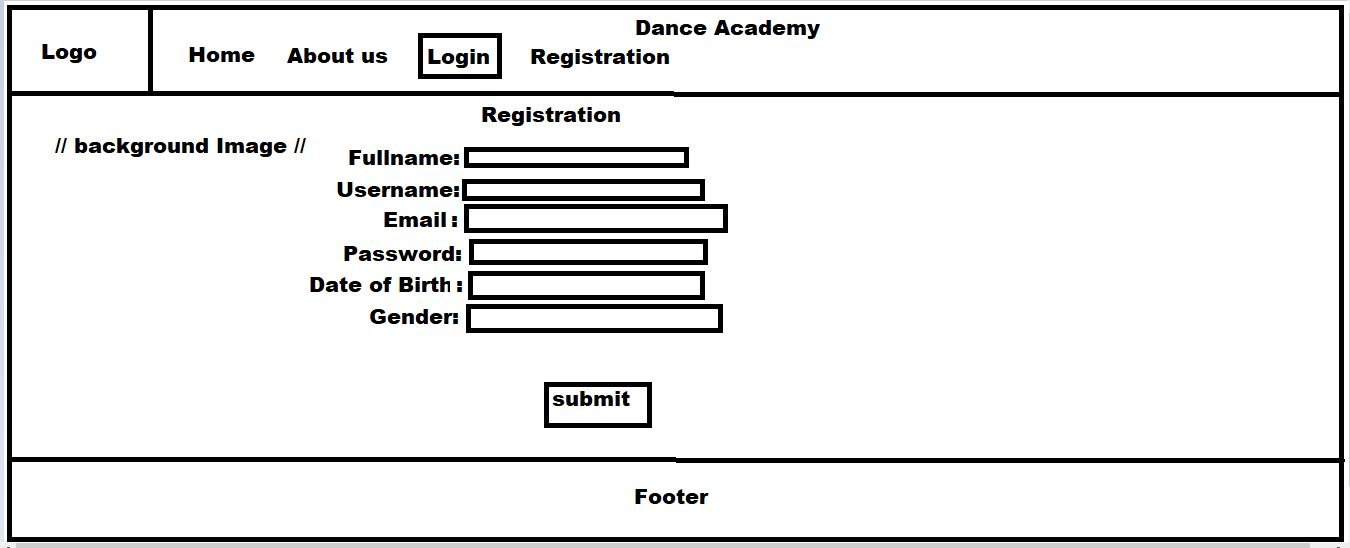 Dance Academy
Logo
Home About us Login Registration
Registration
// background Image //
Fullname:
Username:
Email :
Password:
Date of Birth :
Gender:
submit
Footer